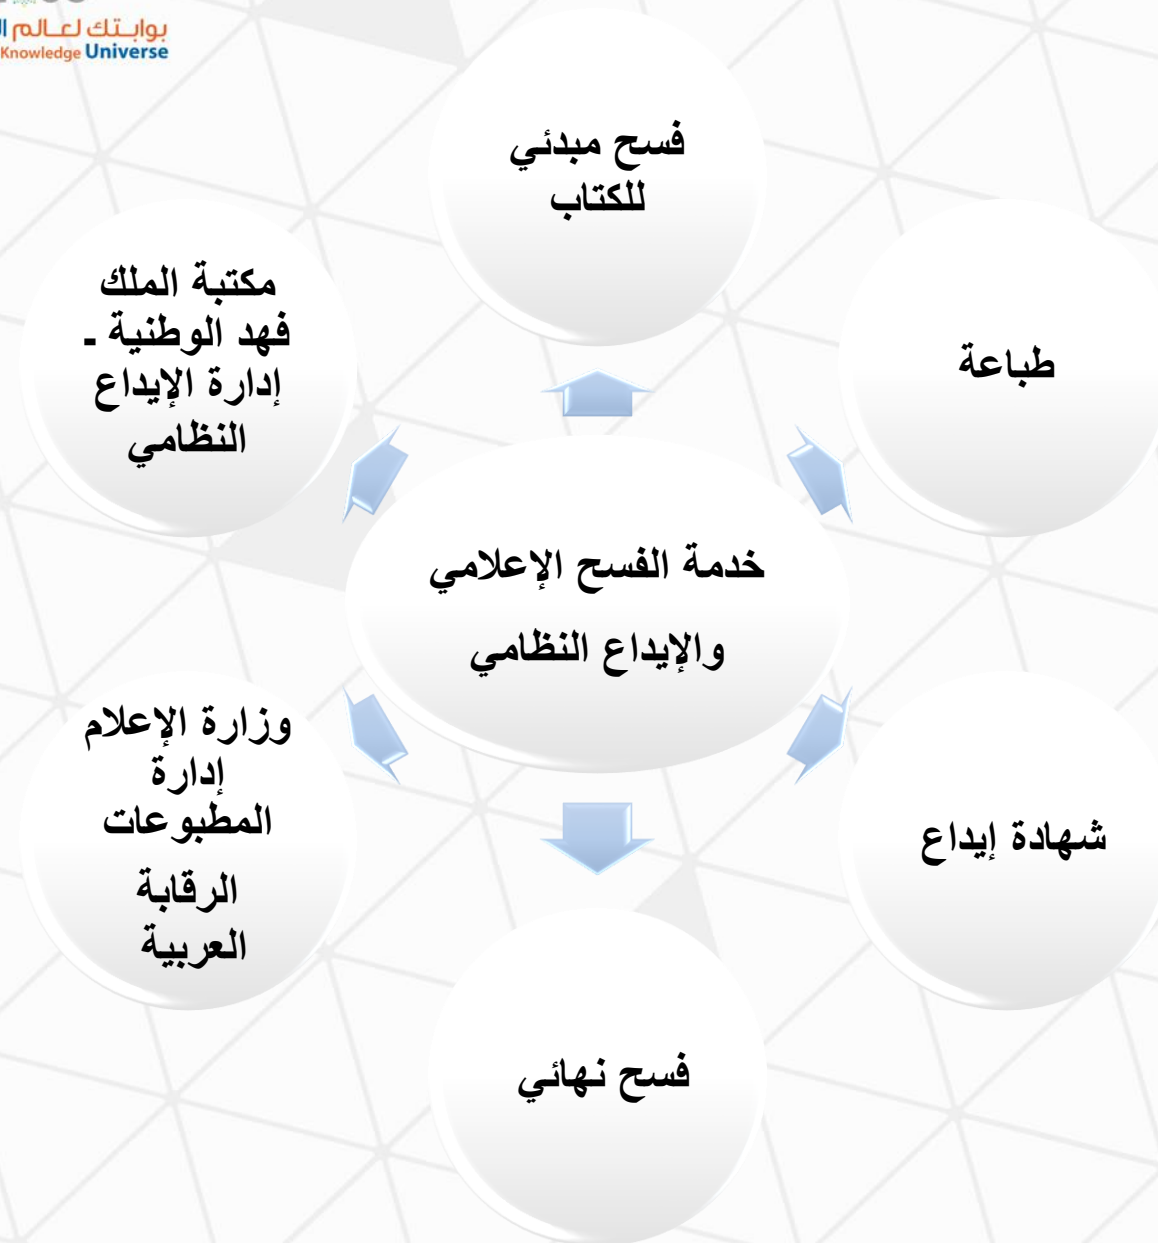 بوابتك لعالم
Knowledge Universe
فسح مبدئي
للكتاب
مكتبة الملك
فهد الوطنية -
إدارة الإيداع
النظامي
طباعة
خدمة الفسح الإعلامي
والإيداع النظامي
وزارة الإعلام
إدارة
المطبوعات
الرقابة
العربية
شهادة إيداع
فسح نهائي